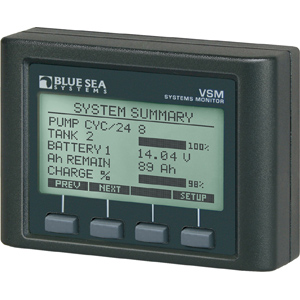 BLUE SEA
SYSTEMS
VSM
SYSTEMS MONITOR
SYSTEM SUMMARY
PUMP CYC/24 8
TANK 2 100%
BATTERY 1 14.04 V
Ah REMAIN 89 Ah
CHARGE % 98%
PREV NEXT SETUP